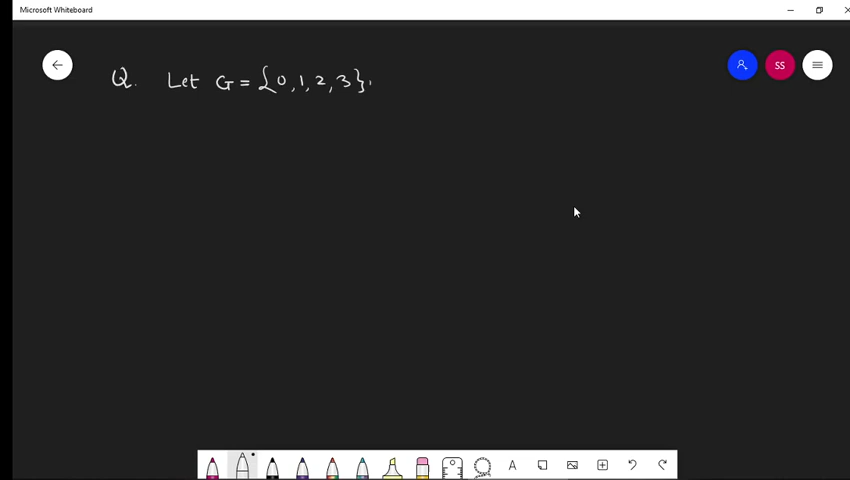 Microsoft Whiteboard
SS
Q. Let G = {0, 1, 2, 3},
A